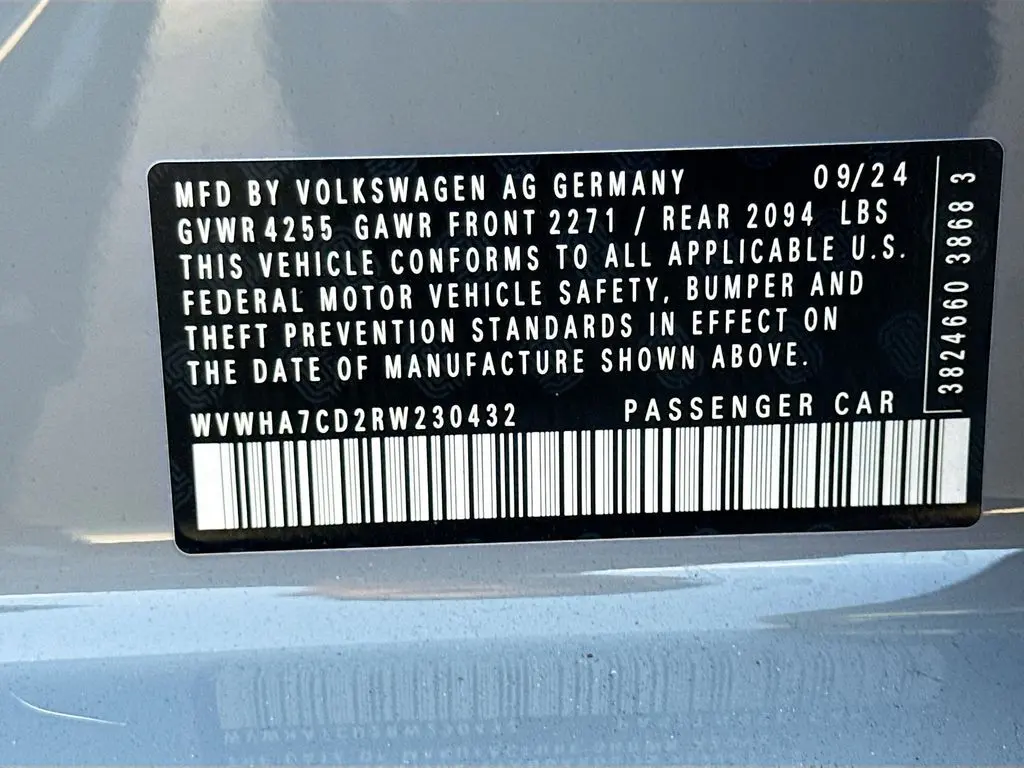 MFD BY VOLKSWAGEN AG GERMANY 09/24
GVWR 4255 GAWR FRONT 2271 / REAR 2094 LBS
THIS VEHICLE CONFORMS TO ALL APPLICABLE U.S.
FEDERAL MOTOR VEHICLE SAFETY, BUMPER AND
THEFT PREVENTION STANDARDS IN EFFECT ON
THE DATE OF MANUFACTURE SHOWN ABOVE.
WVWHA7CD2RW230432 PASSENGER CAR
3824660 3868 3